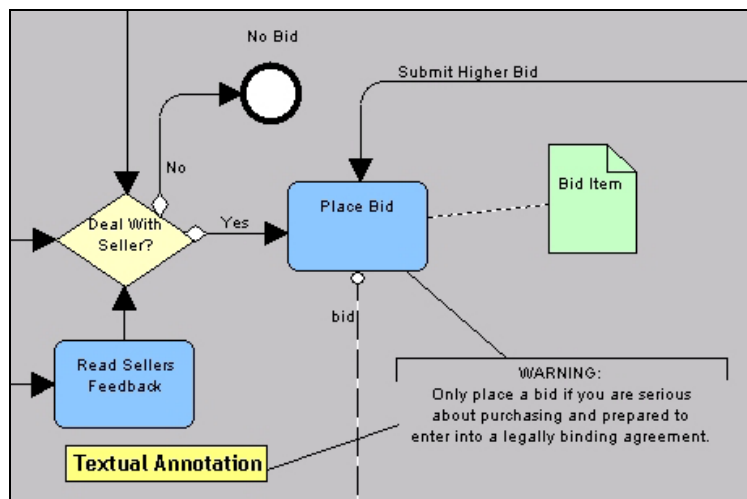 No Bid
Submit Higher Bid
No
Bid Item
Place Bid
Deal With
Seller?
Yes
bid
Read Sellers
Feedback
WARNING:
Only place a bid if you are serious
about purchasing and prepared to
enter into a legally binding agreement.
Textual Annotation